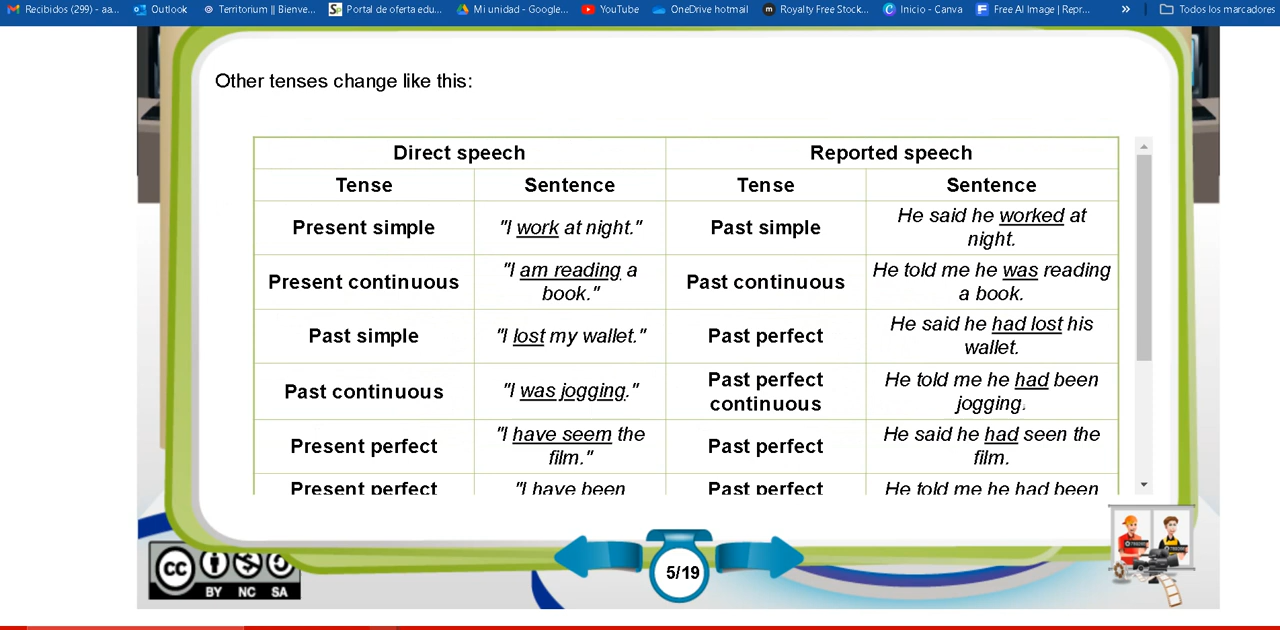 Recibidos (299) - aa... Outlook Territorium | Bienve... Portal de oferta edu... Mi unidad - Google... YouTube OneDrive hotmail Royalty Free Stock... Inicio - Canva Free AI Image | Repr... » Todos los marcadores
Other tenses change like this:
Direct speech Reported speech
Tense Sentence Tense Sentence
Present simple "I work at night." Past simple He said he worked at
night.
Present continuous "I am reading a
book." Past continuous He told me he was reading
a book.
Past simple "I lost my wallet." Past perfect He said he had lost his
wallet.
Past continuous "I was jogging." Past perfect
continuous He told me he had been
jogging.
Present perfect "I have seem the
film." Past perfect He said he had seen the
film.
Present perfect "I have been Past perfect He told me he had been
5/19
CC
BY NC SA